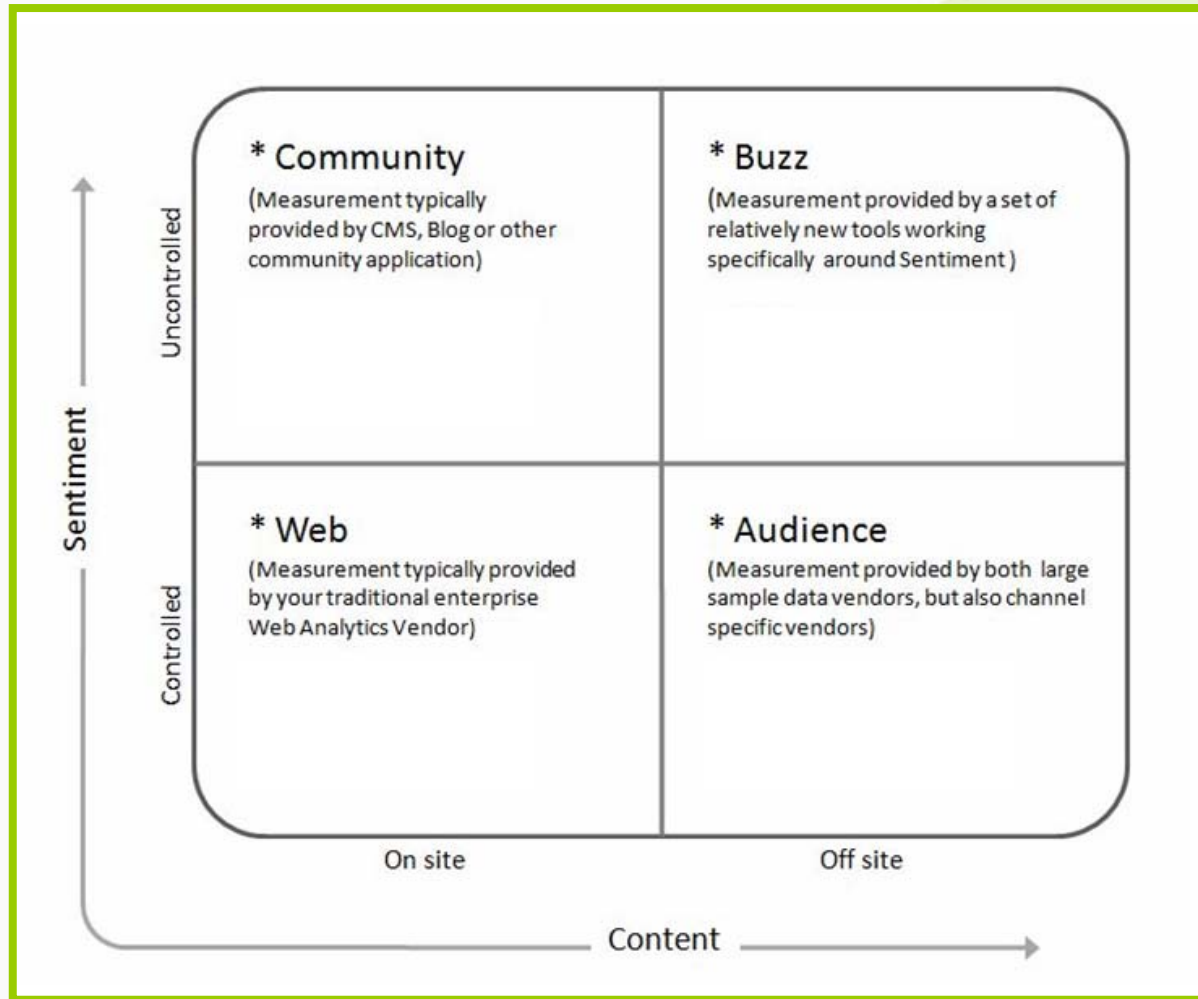 * Community
(Measurement typically
provided by CMS, Blog or other
community application)
* Buzz
(Measurement provided by a set of
relatively new tools working
specifically around Sentiment )
Uncontrolled
Sentiment
* Web
(Measurement typically provided
by your traditional enterprise
Web Analytics Vendor)
* Audience
(Measurement provided by both large
sample data vendors, but also channel
specific vendors)
Controlled
On site
Off site
Content